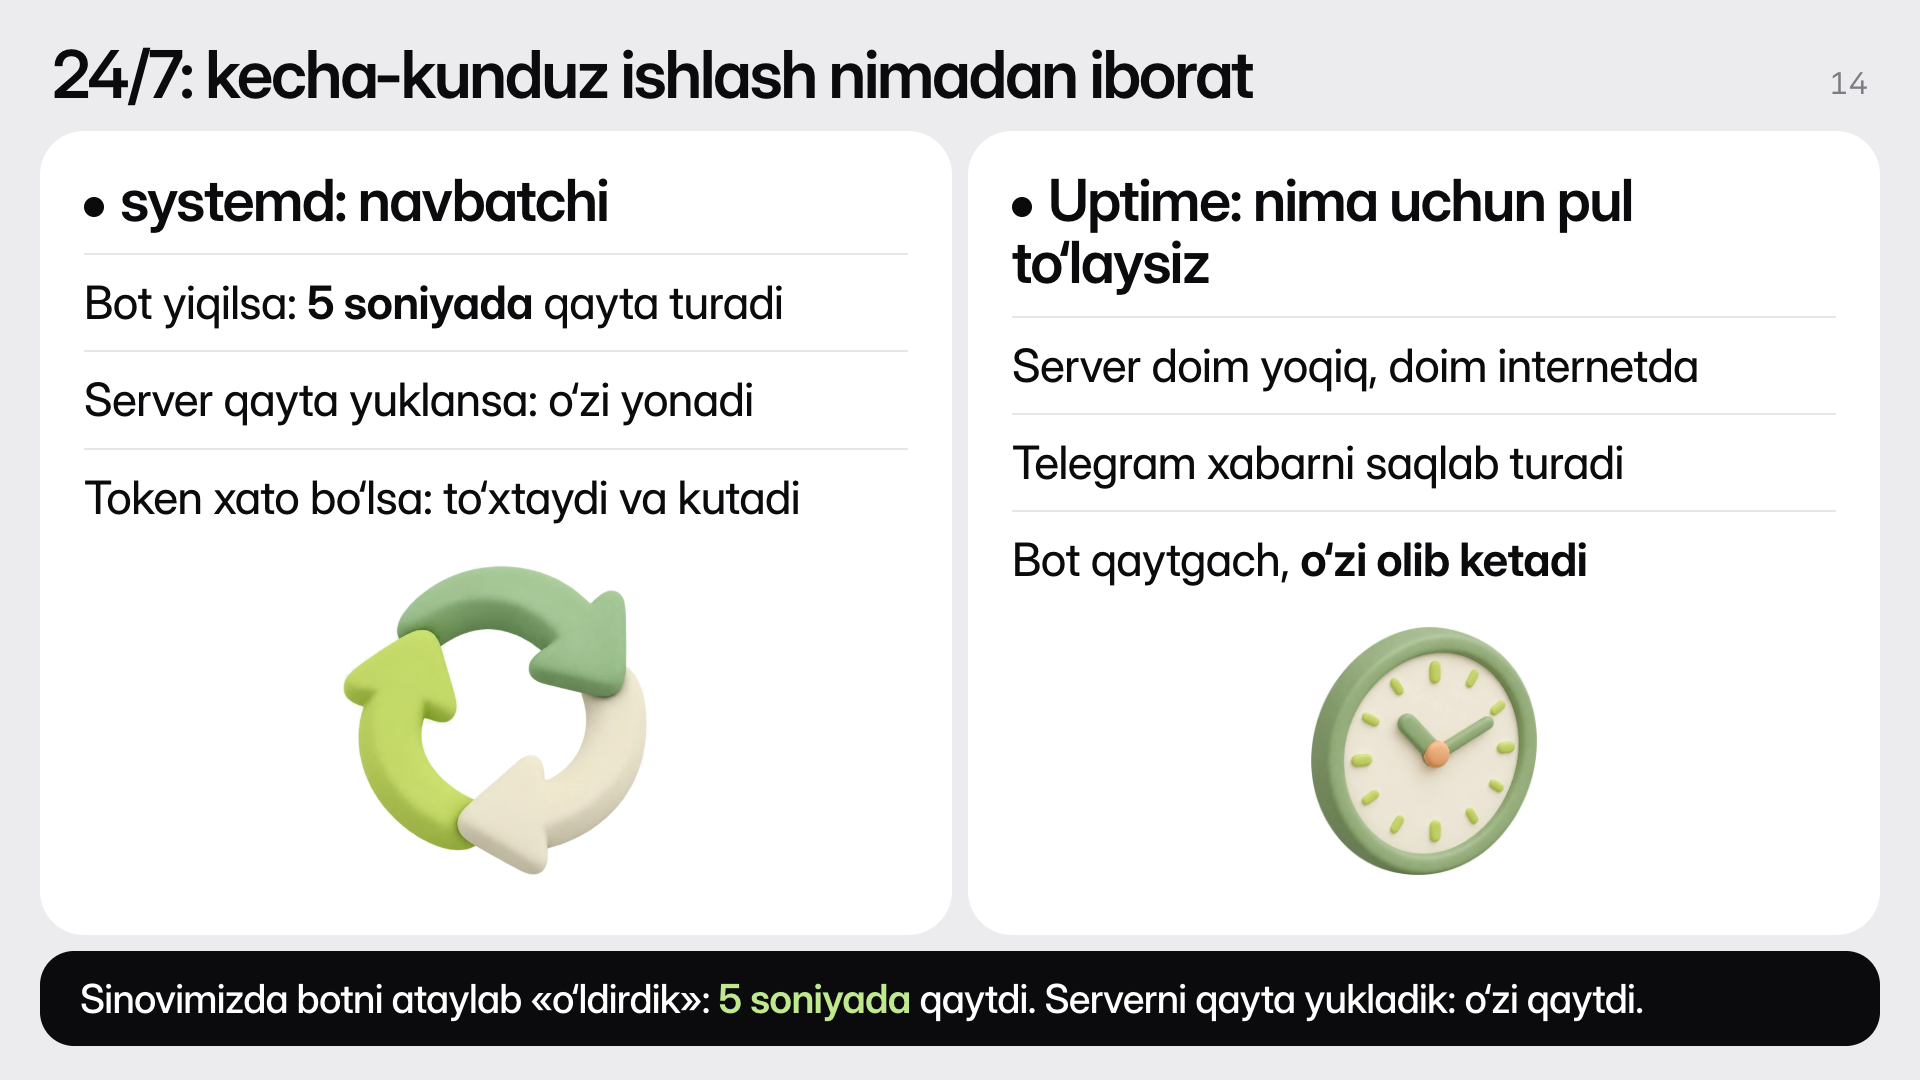 24/7: kecha-kunduz ishlash nimadan iborat
14
• systemd: navbatchi
Bot yiqilsa: 5 soniyada qayta turadi
Server qayta yuklansa: oʻzi yonadi
Token xato boʻlsa: toʻxtaydi va kutadi
• Uptime: nima uchun pul
toʻlaysiz
Server doim yoqiq, doim internetda
Telegram xabarni saqlab turadi
Bot qaytgach, oʻzi olib ketadi
Sinovimizda botni ataylab «oʻldirdik»: 5 soniyada qaytdi. Serverni qayta yukladik: oʻzi qaytdi.